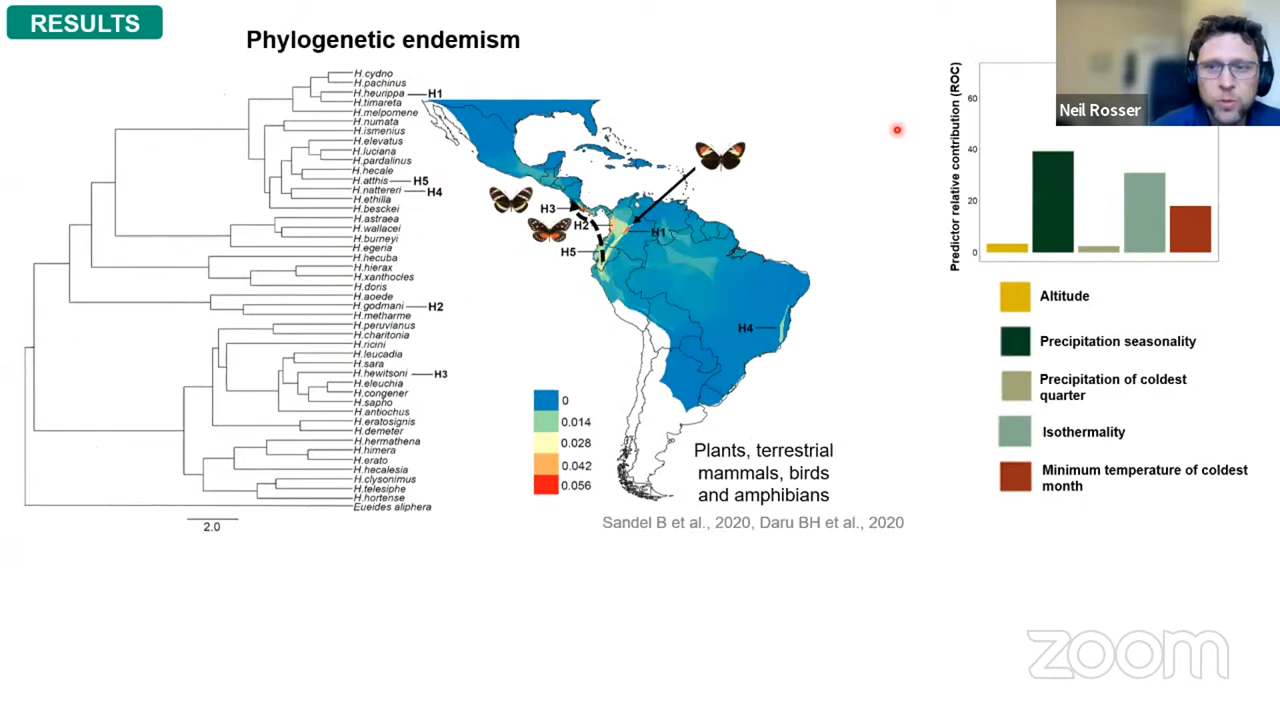 RESULTS
Phylogenetic endemism
H.cydno
H.pachinus
H.heurippa H1
H.timareta
H.melpomene
H.numata
H.ismenius
H.elevatus
H.luciana
H.pardalinus
H.hecale
H.atthis H5
H.nattereri H4
H.ethilla
H.besckei
H.astraea
H.wallacei
H.burneyi
H.egeria
H.hecuba
H.hierax
H.xanthocles
H.doris
H.aoede
H.godmani H2
H.metharme
H.peruvianus
H.charitonia
H.ricini
H.leucadia
H.sara
H.hewitsoni H3
H.eleuchia
H.congener
H.sapho
H.antiochus
H.eratosignis
H.demeter
H.hermathena
H.himera
H.erato
H.hecalesia
H.clysonimus
H.telesiphe
H.hortense
Eueides aliphera
2.0
H3
H2
H1
H5
H4
0
0.014
0.028
0.042
0.056
Plants, terrestrial
mammals, birds
and amphibians
Sandel B et al., 2020, Daru BH et al., 2020
Neil Rosser
Predictor relative contribution (ROC)
60
40
20
0
Altitude
Precipitation seasonality
Precipitation of coldest
quarter
Isothermality
Minimum temperature of coldest
month
zoom